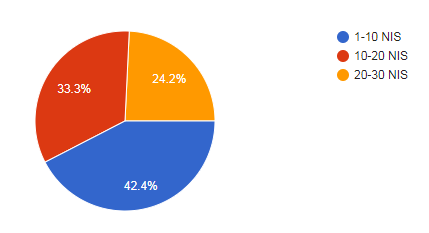 1-10 NIS
10-20 NIS
20-30 NIS
33.3%
24.2%
42.4%